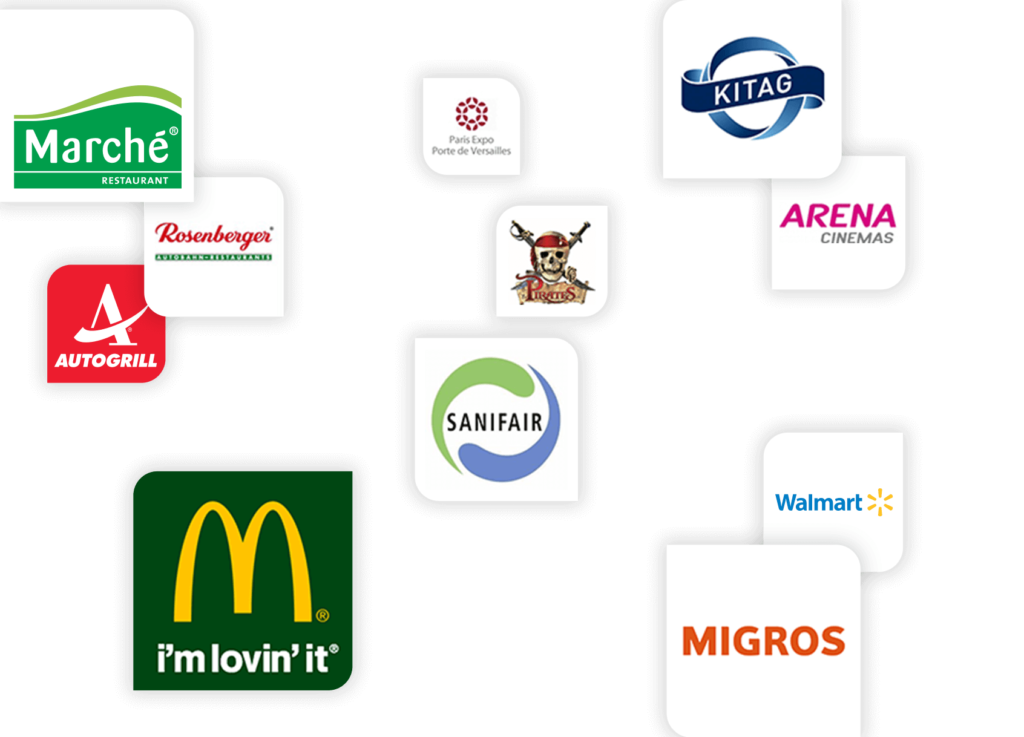 Marché®
RESTAURANT
Rosenberger®
AUTOBAHN•RESTAURANTS
AUTOGRILL®
Paris Expo
Porte de Versailles
PIRATES
SANIFAIR
KITAG
ARENA
CINEMAS
i'm lovin' it®
Walmart
MIGROS